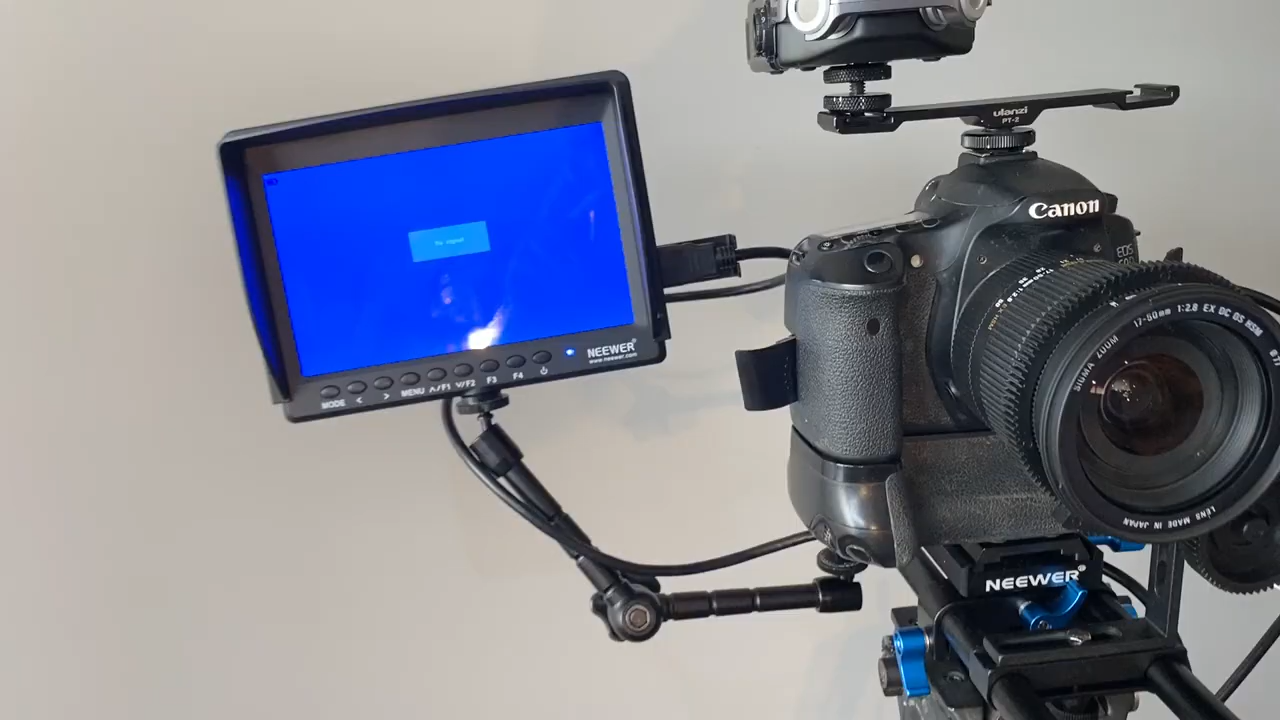 ulanzi
PT-2
Canon
EOS
No signal
NEEWER
www.neewer.com
MODE < > MENU ∧/F1 ∨/F2 F3 F4
17-50mm 1:2.8 EX DC OS HSM
SIGMA ZOOM
LENS MADE IN JAPAN
NEEWER®